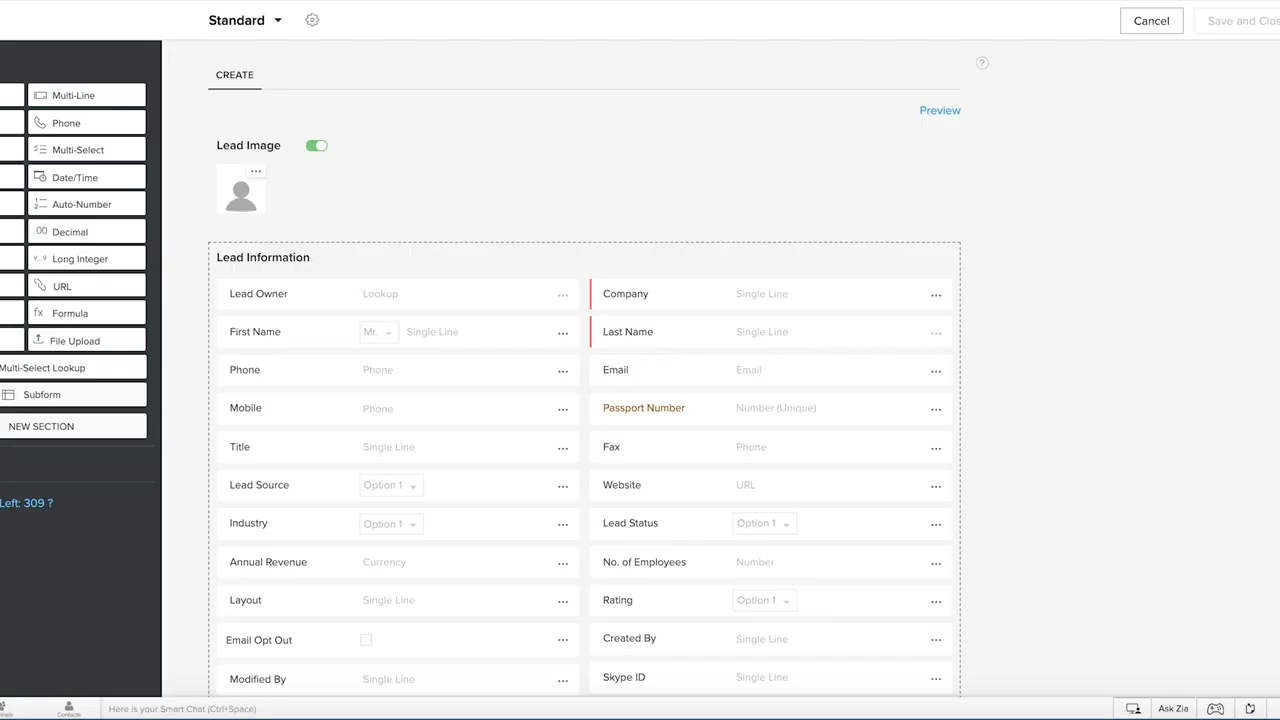 Standard
Cancel
Save and Clos
CREATE
?
Preview
Multi-Line
Phone
Multi-Select
Date/Time
Auto-Number
.00 Decimal
Long Integer
URL
fx Formula
File Upload
Multi-Select Lookup
Subform
NEW SECTION
Left: 309 ?
Lead Image
Lead Information
Lead Owner Lookup
Company Single Line
First Name Mr. Single Line
Last Name Single Line
Phone Phone
Email Email
Mobile Phone
Passport Number Number (Unique)
Title Single Line
Fax Phone
Lead Source Option 1
Website URL
Industry Option 1
Lead Status Option 1
Annual Revenue Currency
No. of Employees Number
Layout Single Line
Rating Option 1
Email Opt Out
Created By Single Line
Modified By Single Line
Skype ID Single Line
Contacts
Here is your Smart Chat (Ctrl+Space)
Ask Zia